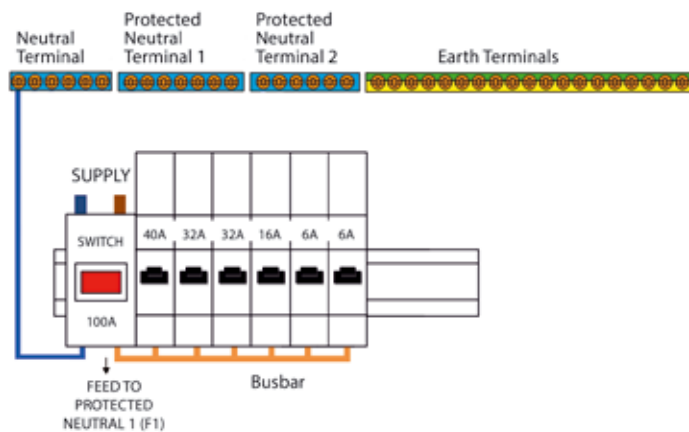 Neutral
Terminal
Protected
Neutral
Terminal 1
Protected
Neutral
Terminal 2
Earth Terminals
SUPPLY
SWITCH
100A
40A
32A
32A
16A
6A
6A
FEED TO
PROTECTED
NEUTRAL 1 (F1)
Busbar